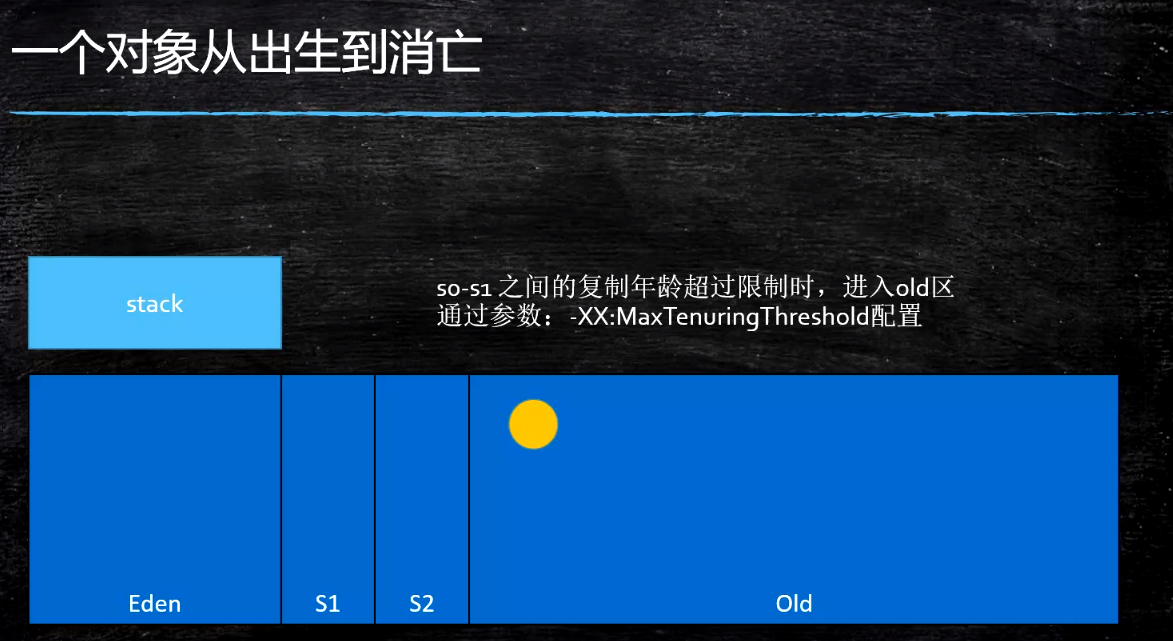 一个对象从出生到消亡
stack
s0-s1 之间的复制年龄超过限制时，进入old区
通过参数：-XX:MaxTenuringThreshold配置
Eden
S1
S2
Old